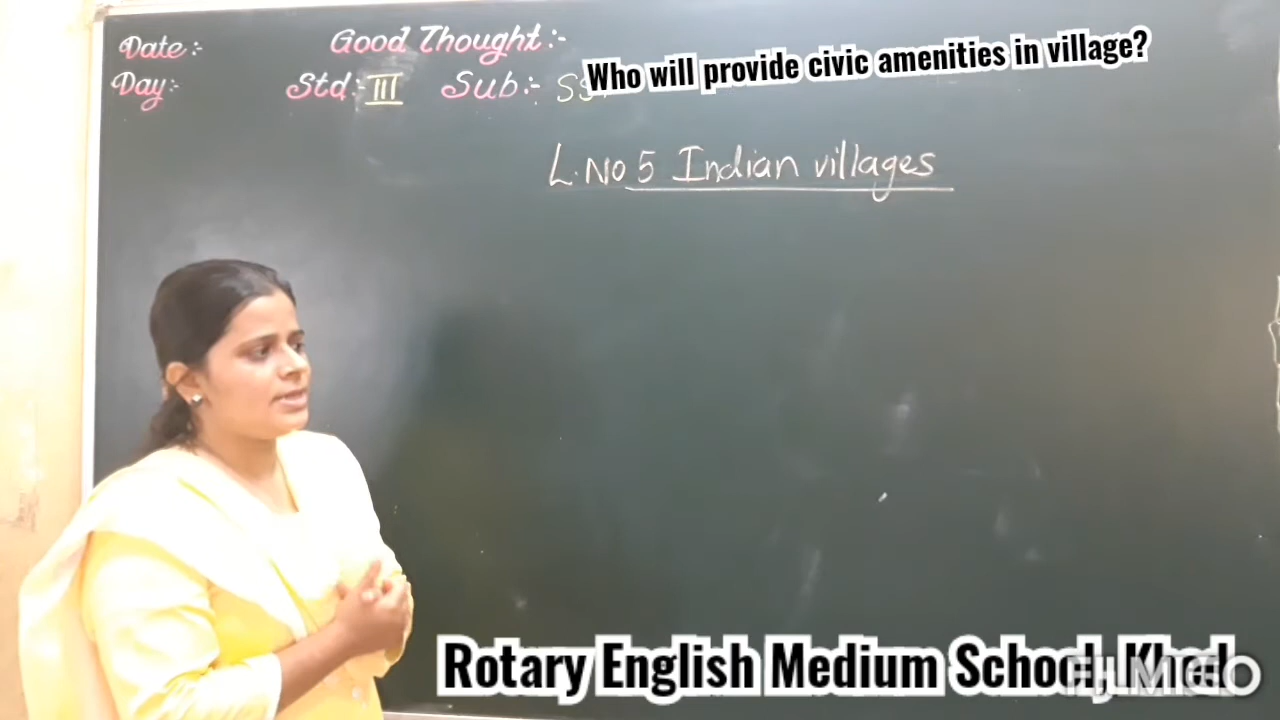 Date:-
Good Thought:-
Who will provide civic amenities in village?
Day:-
Std:- III
Sub:- SST
L.No 5 Indian villages
Rotary English Medium School, Khed